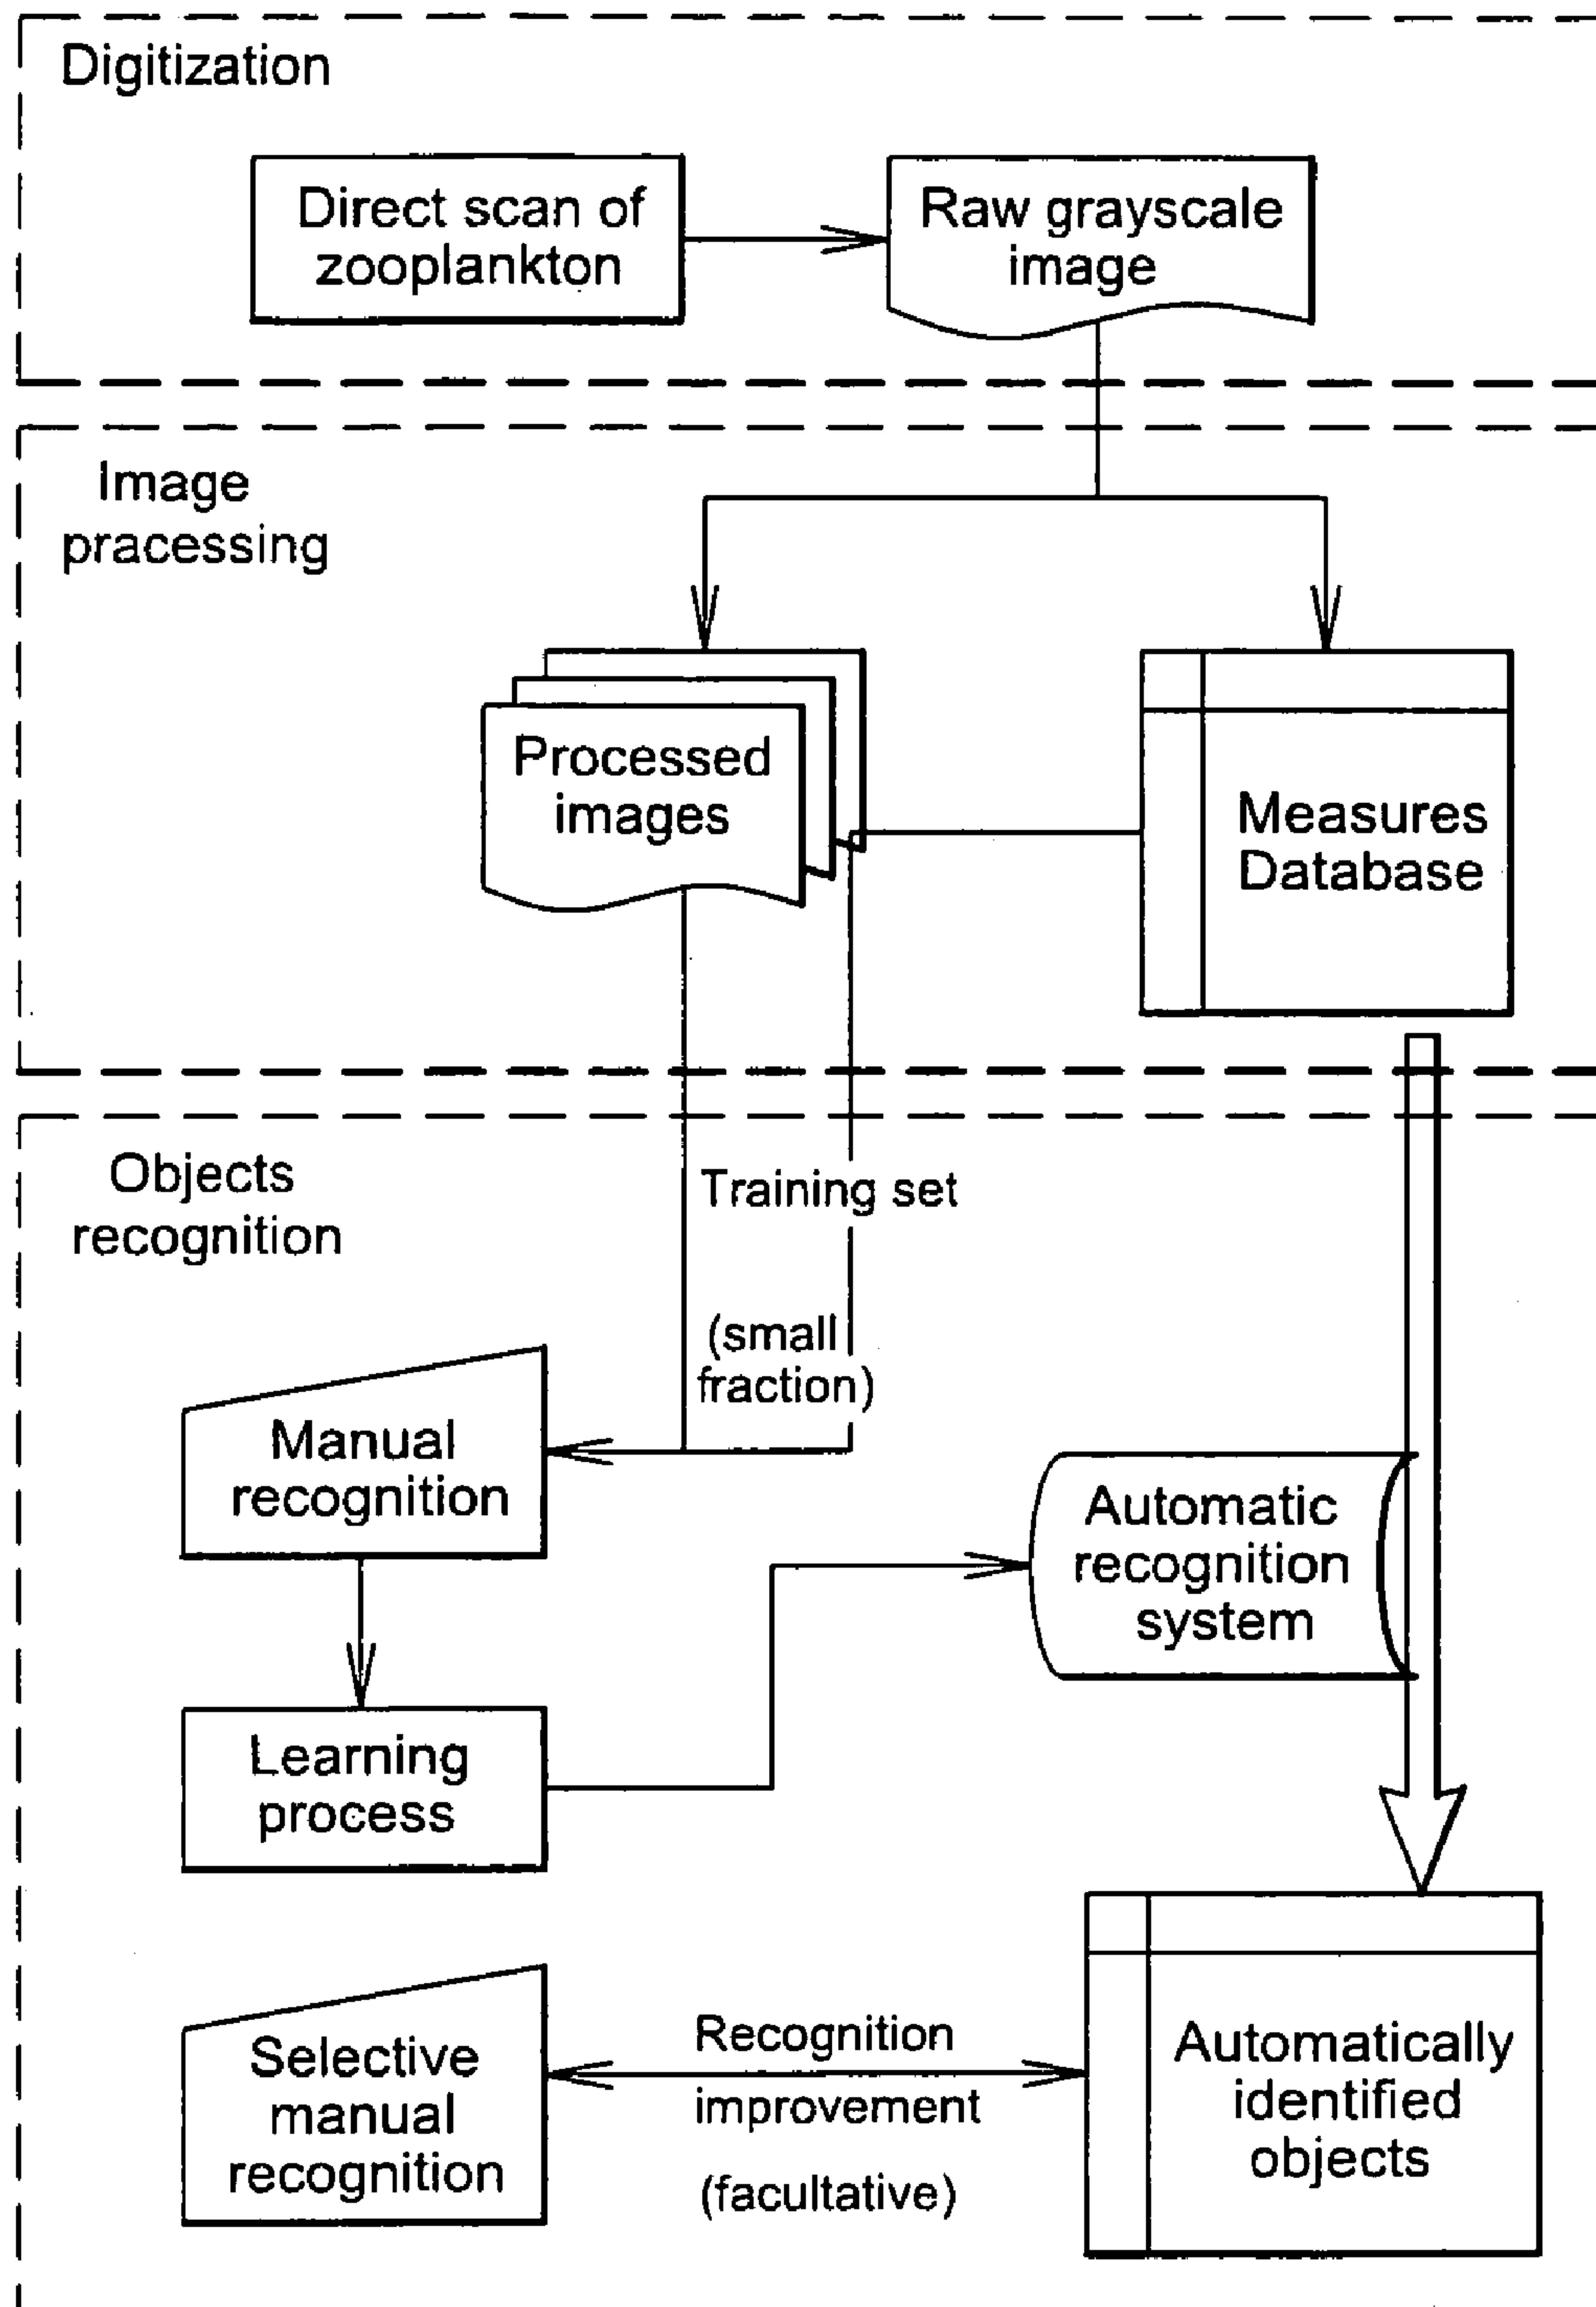 Digitization
Direct scan of
zooplankton
Raw grayscale
image
Image
pracessing
Processed
images
Measures
Database
Objects
recognition
Training set
(small
fraction)
Manual
recognition
Automatic
recognition
system
Learning
process
Selective
manual
recognition
Recognition
improvement
(facultative)
Automatically
identified
objects